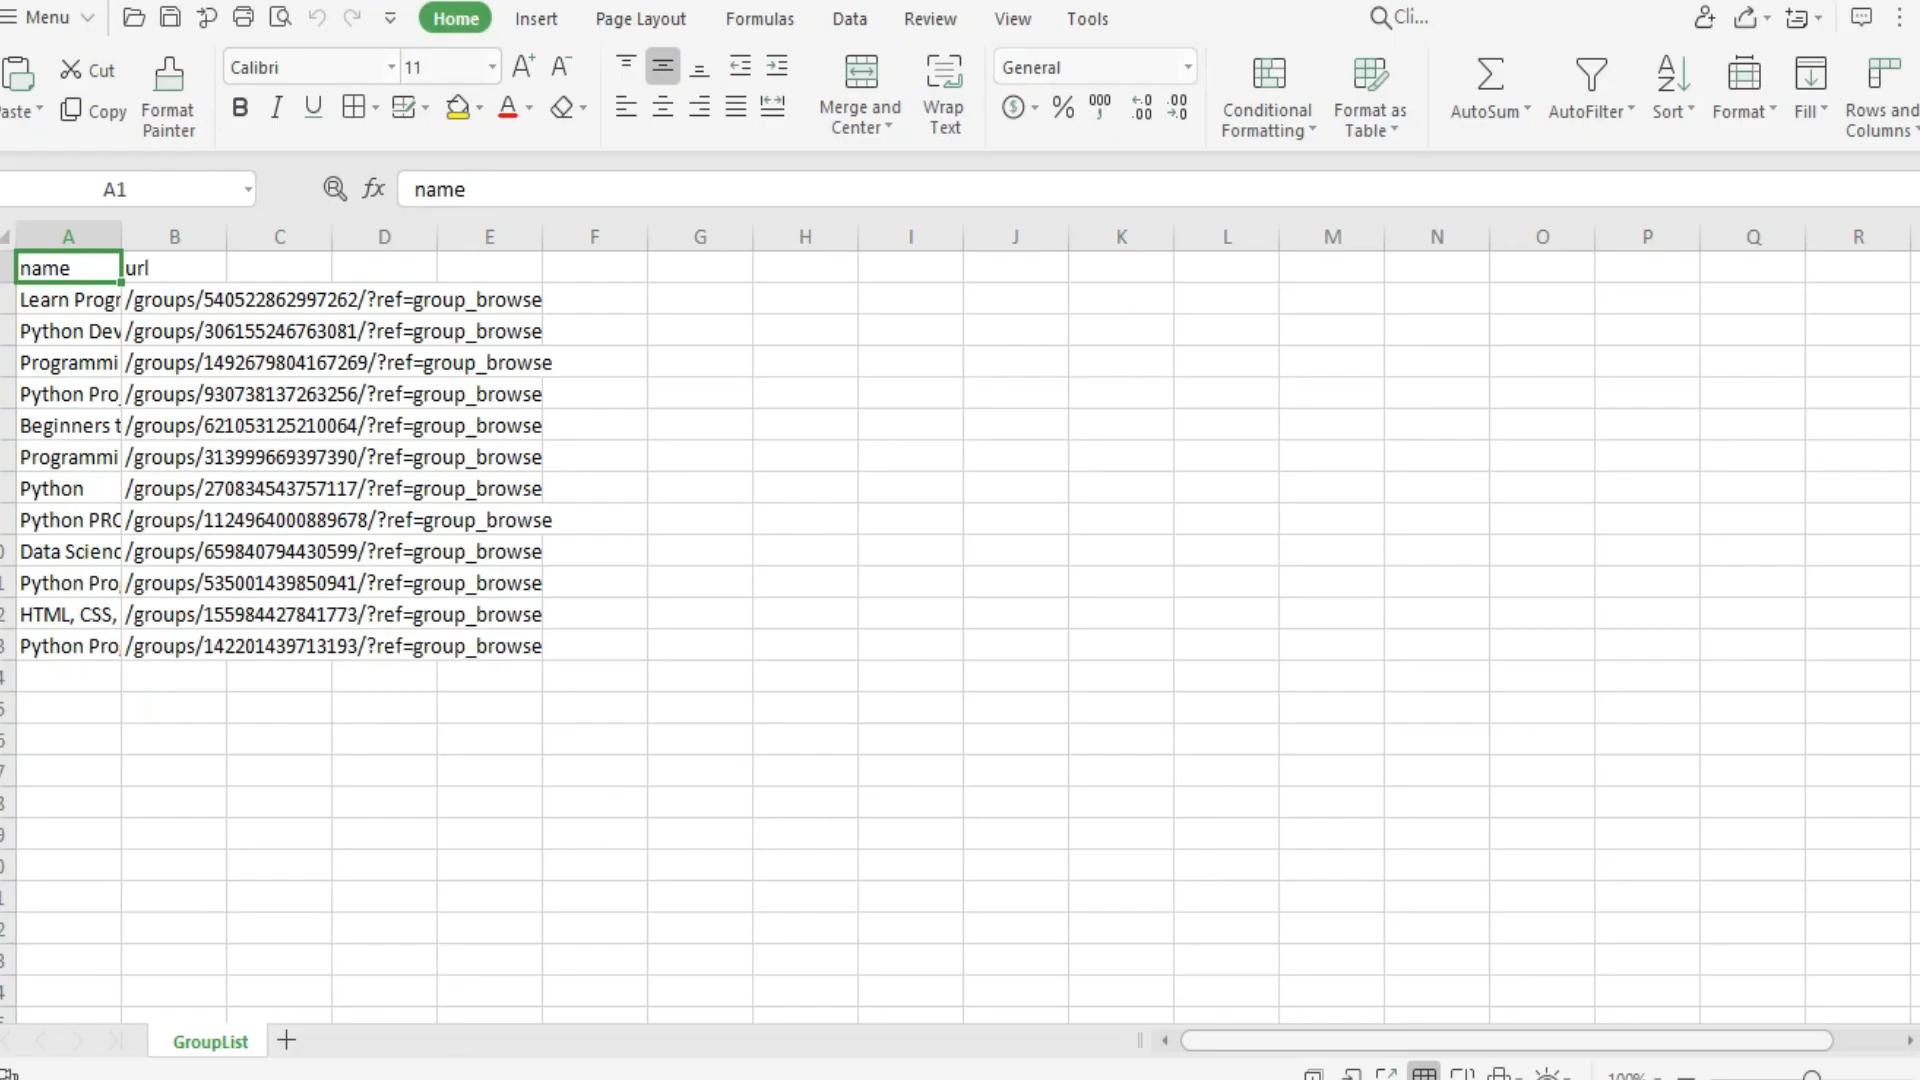 Menu Home Insert Page Layout Formulas Data Review View Tools Cli...
Cut Calibri 11 General
Paste Copy Format Painter B I U Merge and Center Wrap Text % 000 Conditional Formatting Format as Table AutoSum AutoFilter Sort Format Fill Rows and Columns
A1 fx name
A B C D E F G H I J K L M N O P Q R
name url
Learn Progr /groups/540522862997262/?ref=group_browse
Python Dev /groups/306155246763081/?ref=group_browse
Programmi /groups/1492679804167269/?ref=group_browse
Python Pro /groups/930738137263256/?ref=group_browse
Beginners t /groups/621053125210064/?ref=group_browse
Programmi /groups/313999669397390/?ref=group_browse
Python /groups/270834543757117/?ref=group_browse
Python PRO /groups/1124964000889678/?ref=group_browse
Data Scienc /groups/659840794430599/?ref=group_browse
Python Pro /groups/535001439850941/?ref=group_browse
HTML, CSS, /groups/155984427841773/?ref=group_browse
Python Pro /groups/142201439713193/?ref=group_browse
GroupList
100%